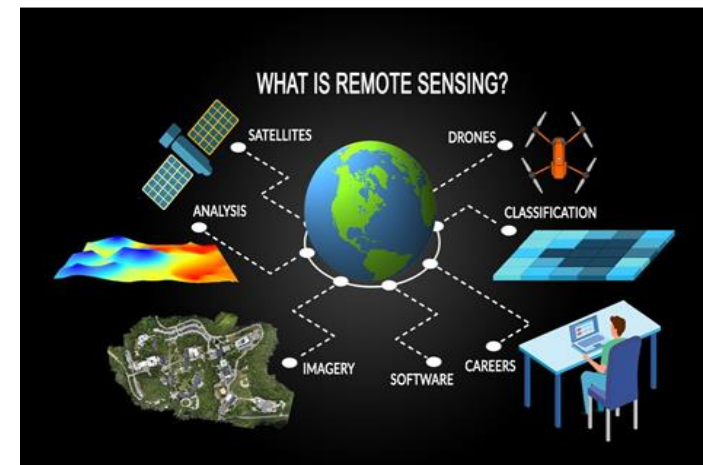 WHAT IS REMOTE SENSING?
SATELLITES
DRONES
ANALYSIS
CLASSIFICATION
IMAGERY
SOFTWARE
CAREERS